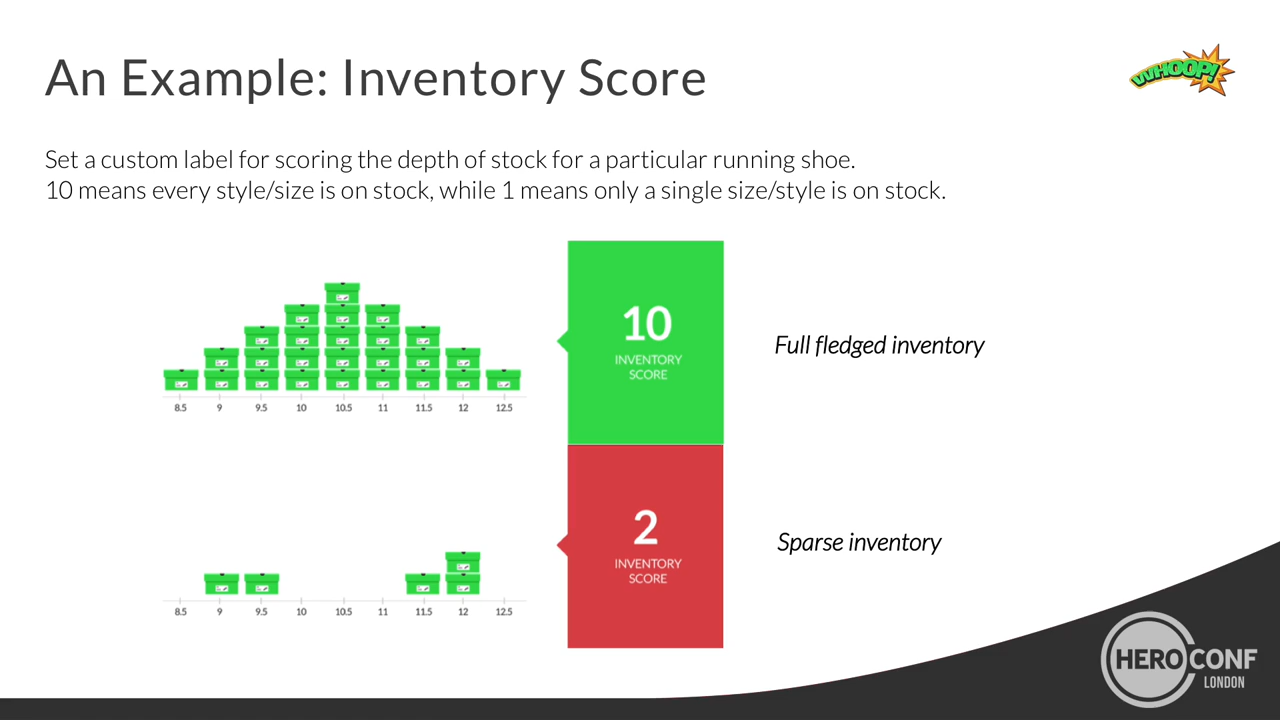 An Example: Inventory Score
WHOOP!
Set a custom label for scoring the depth of stock for a particular running shoe.
10 means every style/size is on stock, while 1 means only a single size/style is on stock.
10
INVENTORY
SCORE
Full fledged inventory
8.5 9 9.5 10 10.5 11 11.5 12 12.5
2
INVENTORY
SCORE
Sparse inventory
8.5 9 9.5 10 10.5 11 11.5 12 12.5
HEROCONF
LONDON